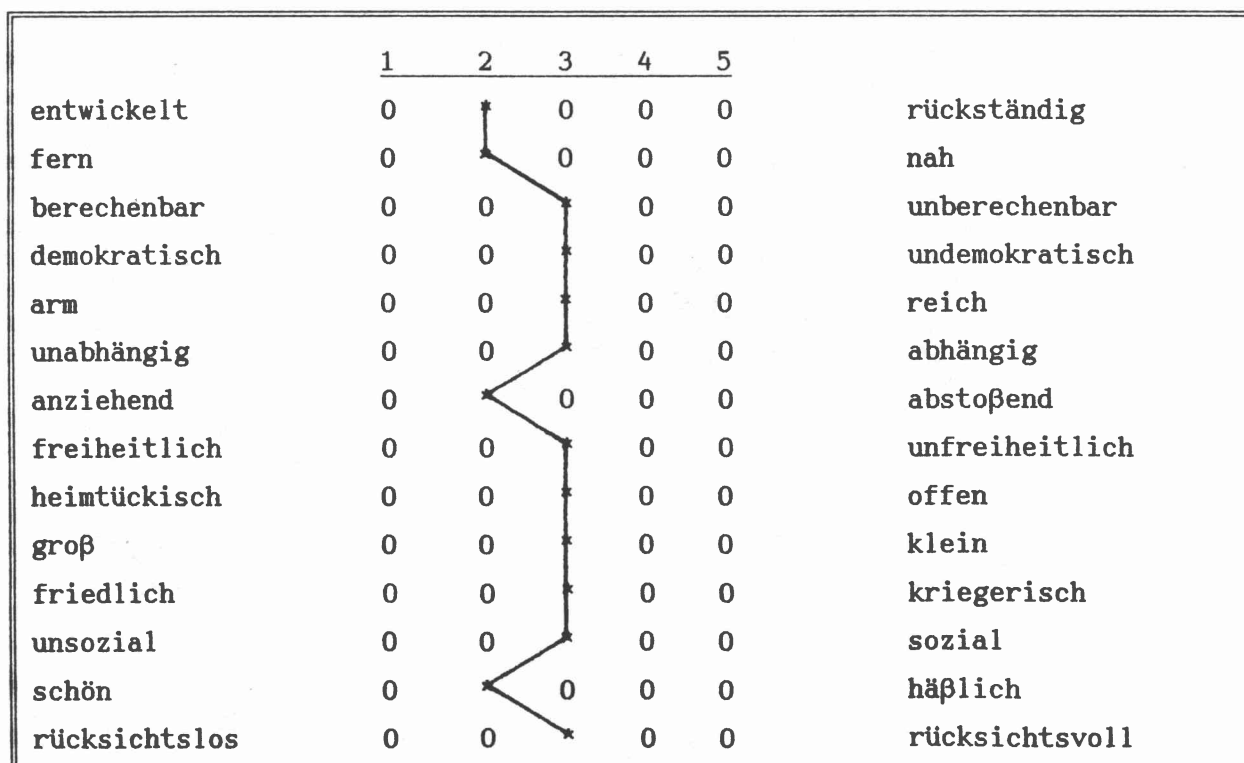 1 2 3 4 5
entwickelt 0 * 0 0 0 rückständig
fern 0 * 0 0 0 nah
berechenbar 0 0 * 0 0 unberechenbar
demokratisch 0 0 * 0 0 undemokratisch
arm 0 0 * 0 0 reich
unabhängig 0 0 * 0 0 abhängig
anziehend 0 * 0 0 0 abstoßend
freiheitlich 0 0 * 0 0 unfreiheitlich
heimtückisch 0 0 * 0 0 offen
groß 0 0 * 0 0 klein
friedlich 0 0 * 0 0 kriegerisch
unsozial 0 0 * 0 0 sozial
schön 0 * 0 0 0 häßlich
rücksichtslos 0 0 * 0 0 rücksichtsvoll